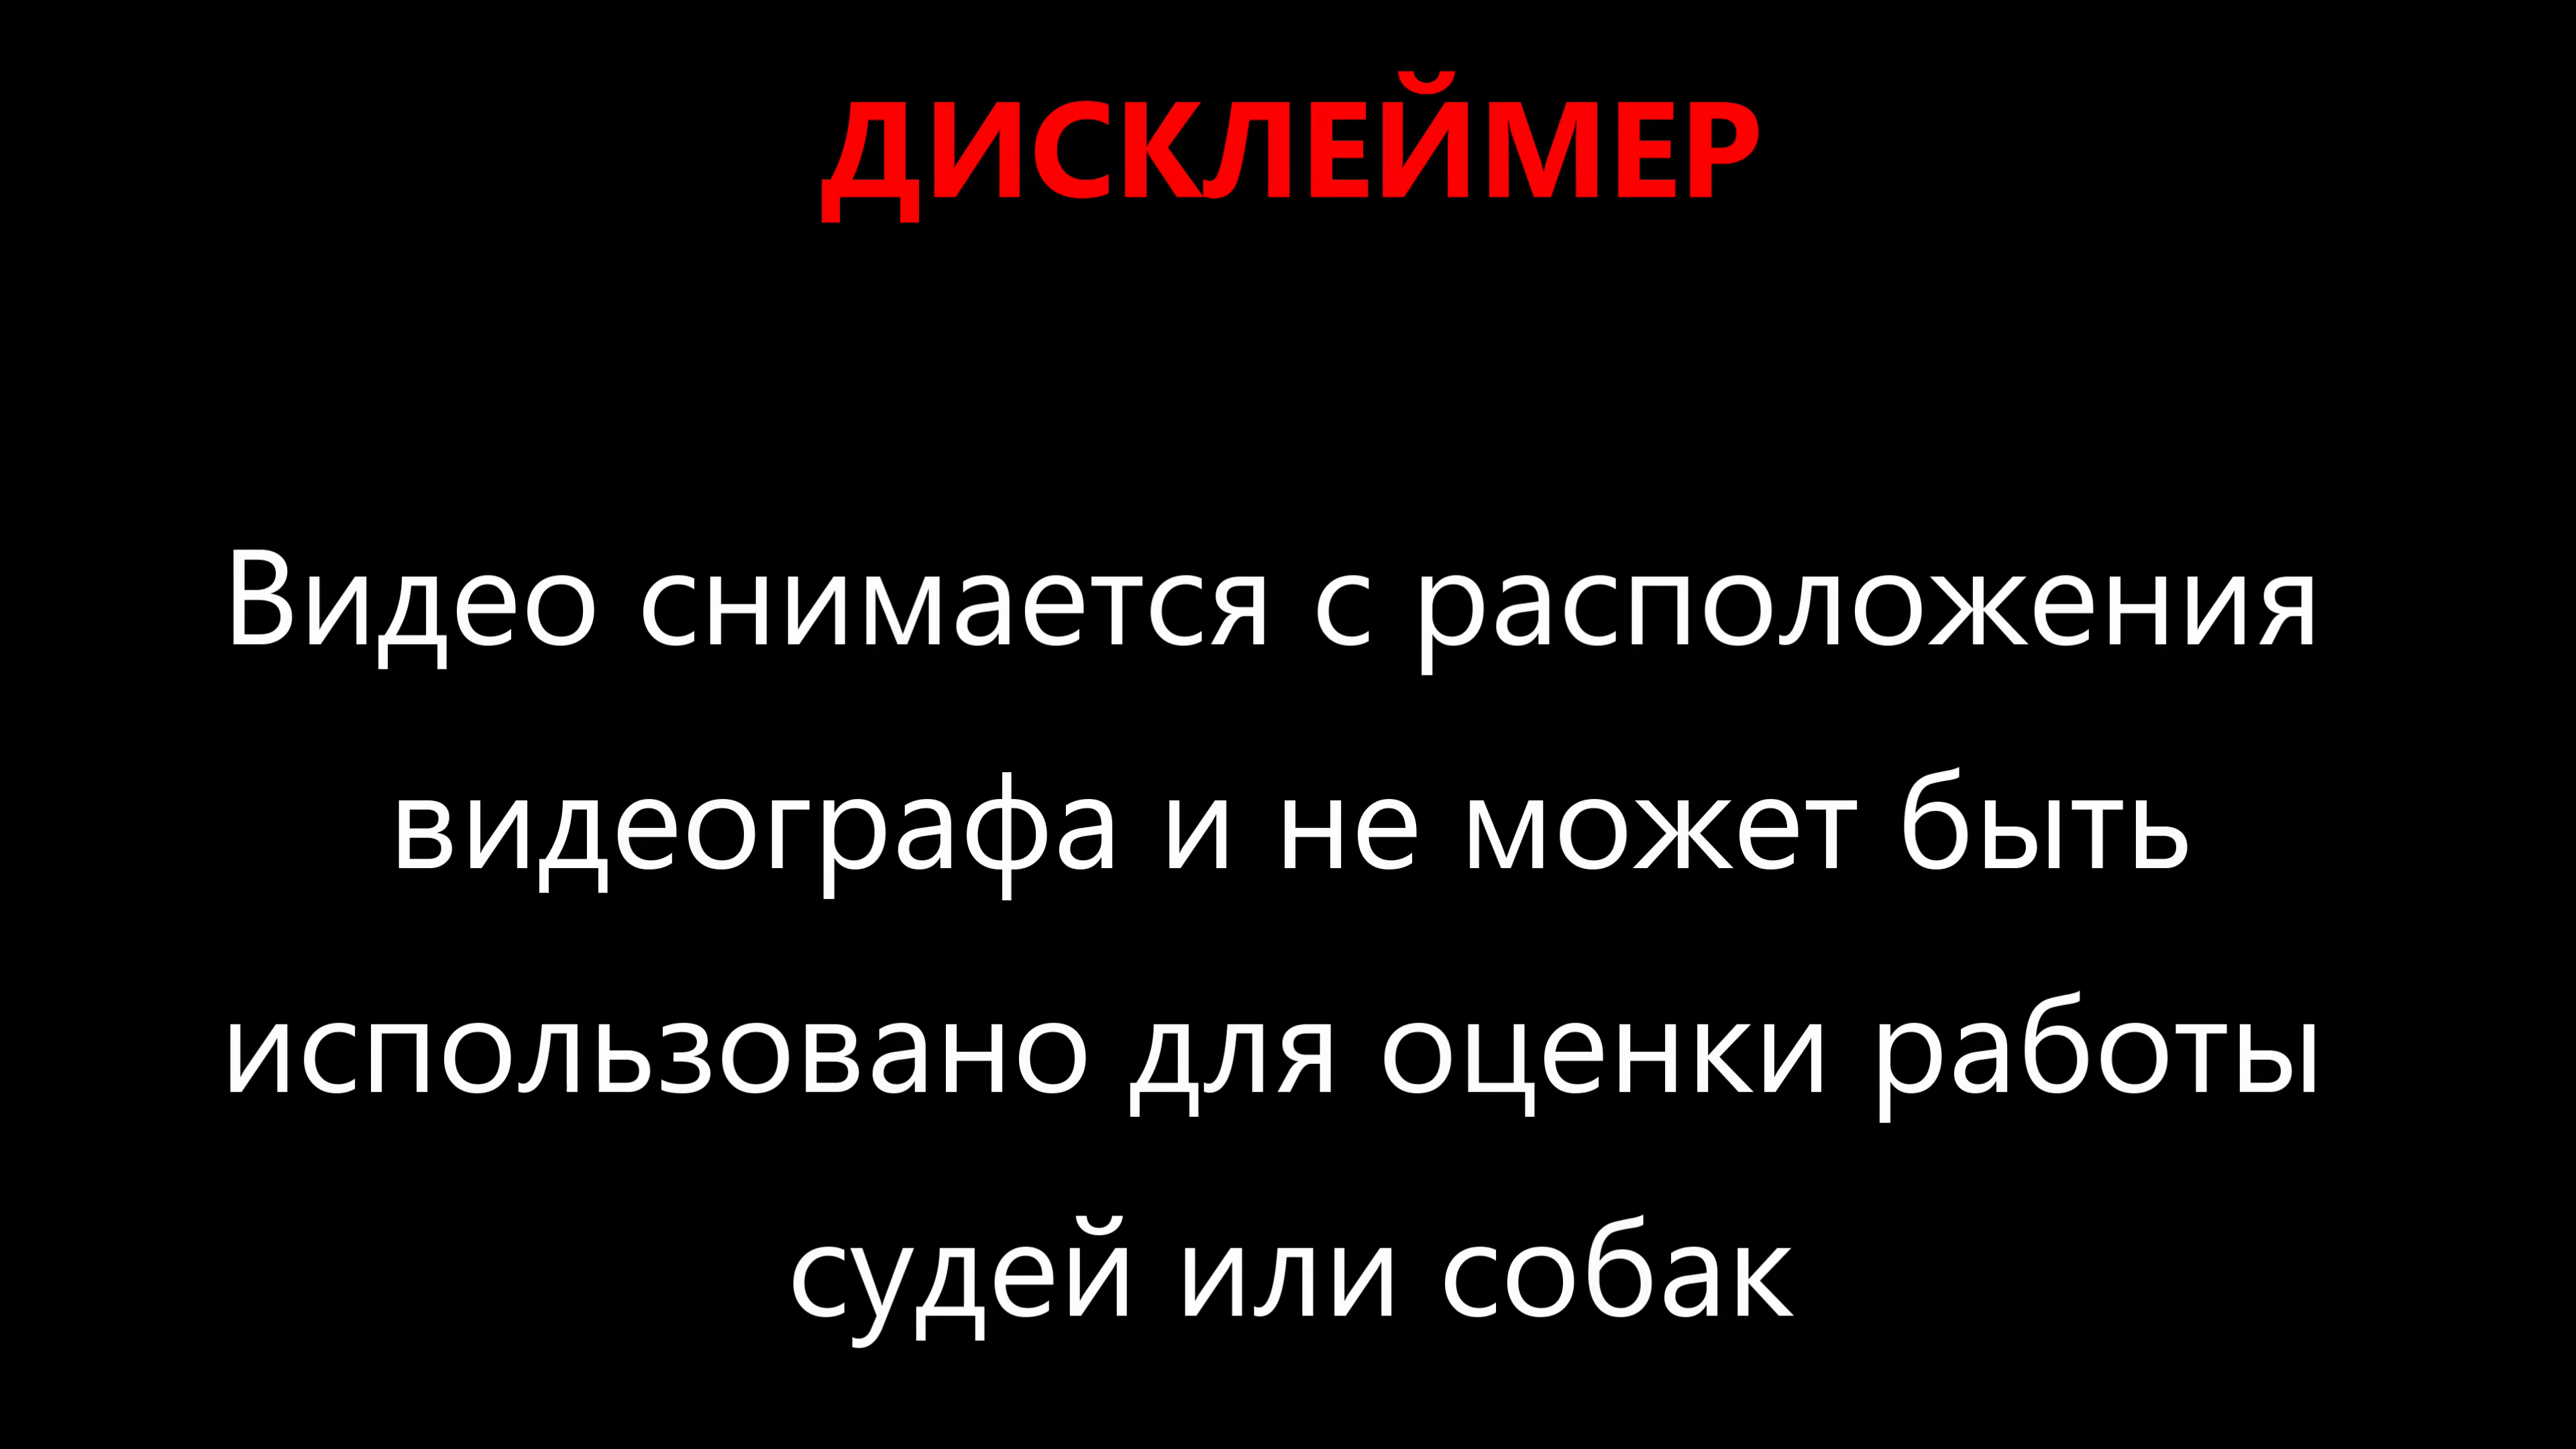 ДИСКЛЕЙМЕР
Видео снимается с расположения
видеографа и не может быть
использовано для оценки работы
судей или собак